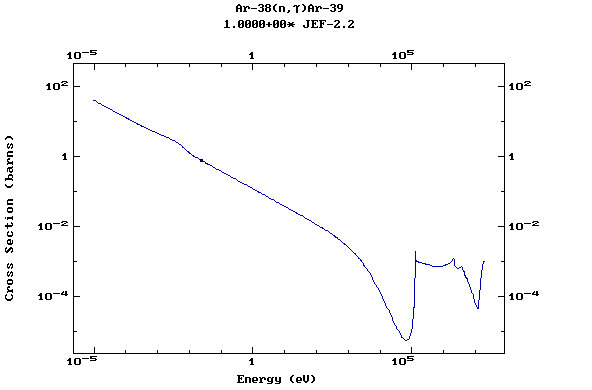 Ar-38(n,γ)Ar-39
1.0000+00* JEF-2.2
10⁻⁵ 1 10⁵
10² 10²
1 1
10⁻² 10⁻²
10⁻⁴ 10⁻⁴
10⁻⁵ 1 10⁵
Cross Section (barns)
Energy (eV)